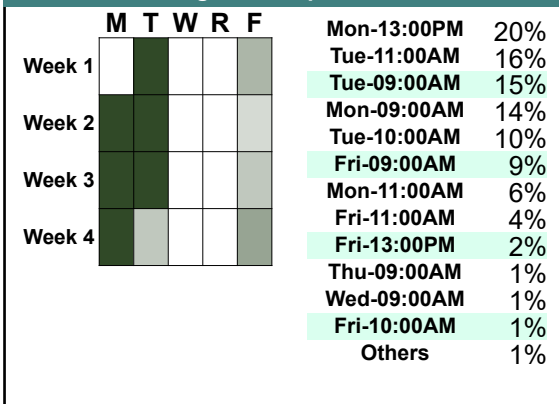 M T W R F
Week 1
Week 2
Week 3
Week 4
Mon-13:00PM 20%
Tue-11:00AM 16%
Tue-09:00AM 15%
Mon-09:00AM 14%
Tue-10:00AM 10%
Fri-09:00AM 9%
Mon-11:00AM 6%
Fri-11:00AM 4%
Fri-13:00PM 2%
Thu-09:00AM 1%
Wed-09:00AM 1%
Fri-10:00AM 1%
Others 1%